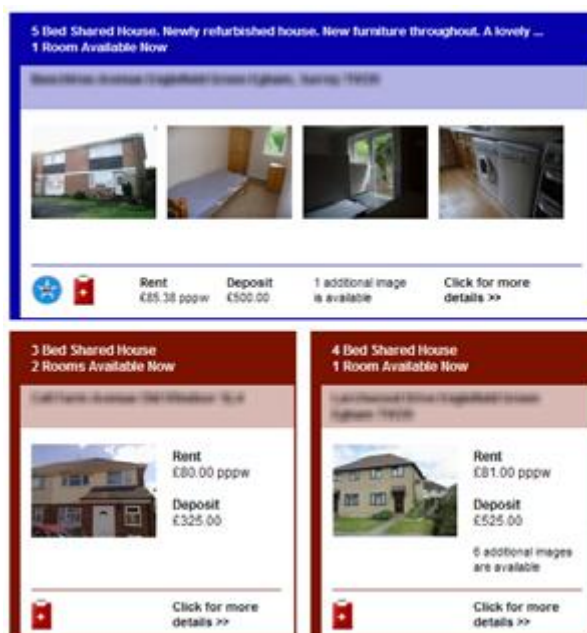 5 Bed Shared House. Newly refurbished house. New furniture throughout. A lovely ...
1 Room Available Now
Rent
£85.38 pppw
Deposit
£500.00
1 additional image
is available
Click for more
details >>
3 Bed Shared House
2 Rooms Available Now
Rent
£80.00 pppw
Deposit
£325.00
Click for more
details >>
4 Bed Shared House
1 Room Available Now
Rent
£81.00 pppw
Deposit
£525.00
6 additional images
are available
Click for more
details >>